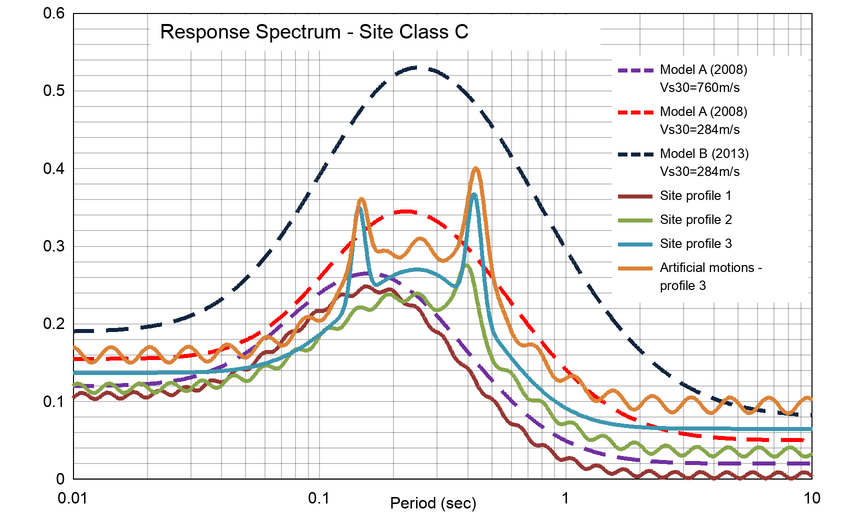 Response Spectrum - Site Class C
0.6
0.5
0.4
0.3
0.2
0.1
0
0.01
0.1
1
10
Period (sec)
Model A (2008)
Vs30=760m/s
Model A (2008)
Vs30=284m/s
Model B (2013)
Vs30=284m/s
Site profile 1
Site profile 2
Site profile 3
Artificial motions -
profile 3